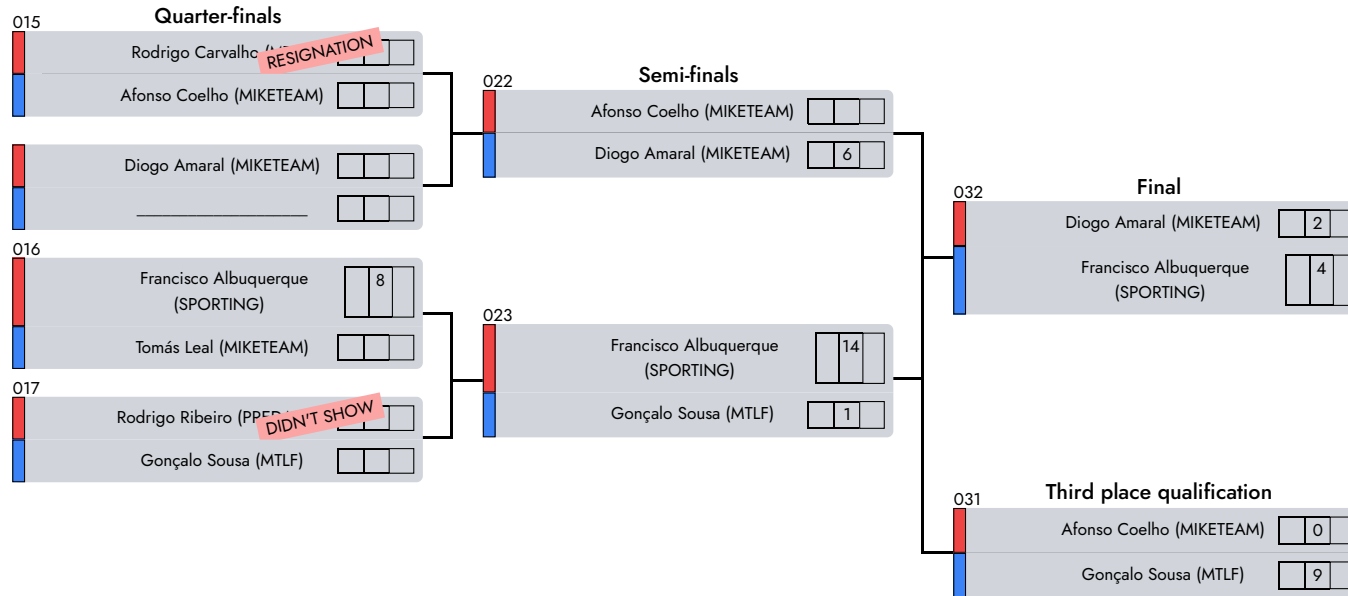 Quarter-finals
015
Rodrigo Carvalho
RESIGNATION
Afonso Coelho (MIKETEAM)
Diogo Amaral (MIKETEAM)
016
Francisco Albuquerque
(SPORTING)
8
Tomás Leal (MIKETEAM)
017
Rodrigo Ribeiro
DIDN'T SHOW
Gonçalo Sousa (MTLF)
Semi-finals
022
Afonso Coelho (MIKETEAM)
Diogo Amaral (MIKETEAM) 6
023
Francisco Albuquerque
(SPORTING)
14
Gonçalo Sousa (MTLF) 1
Final
032
Diogo Amaral (MIKETEAM) 2
Francisco Albuquerque
(SPORTING)
4
Third place qualification
031
Afonso Coelho (MIKETEAM) 0
Gonçalo Sousa (MTLF) 9